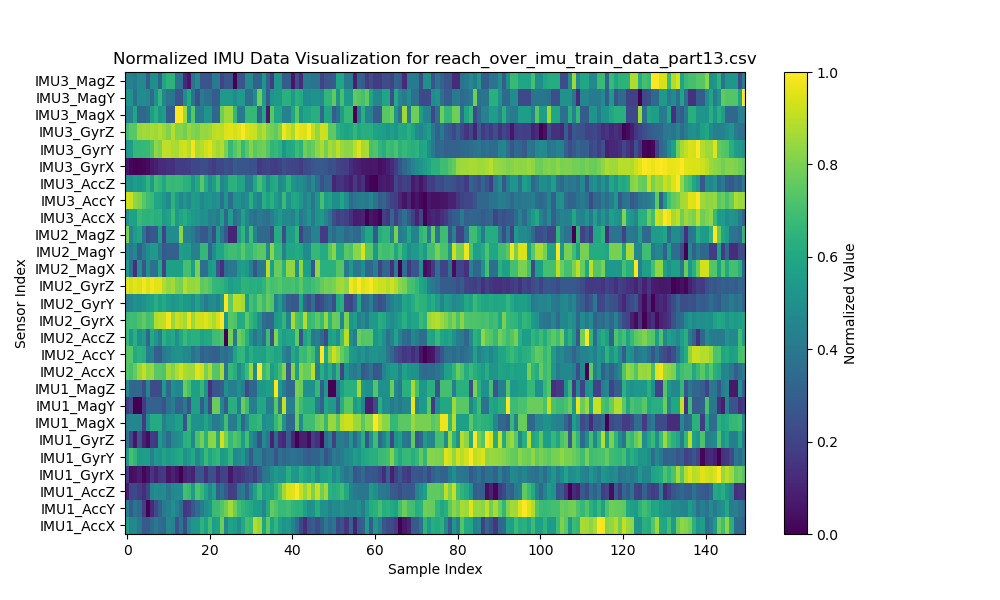 Normalized IMU Data Visualization for reach_over_imu_train_data_part13.csv
IMU3_MagZ
IMU3_MagY
IMU3_MagX
IMU3_GyrZ
IMU3_GyrY
IMU3_GyrX
IMU3_AccZ
IMU3_AccY
IMU3_AccX
IMU2_MagZ
IMU2_MagY
IMU2_MagX
IMU2_GyrZ
IMU2_GyrY
IMU2_GyrX
IMU2_AccZ
IMU2_AccY
IMU2_AccX
IMU1_MagZ
IMU1_MagY
IMU1_MagX
IMU1_GyrZ
IMU1_GyrY
IMU1_GyrX
IMU1_AccZ
IMU1_AccY
IMU1_AccX
Sensor Index
0 20 40 60 80 100 120 140
Sample Index
1.0
0.8
0.6
0.4
0.2
0.0
Normalized Value